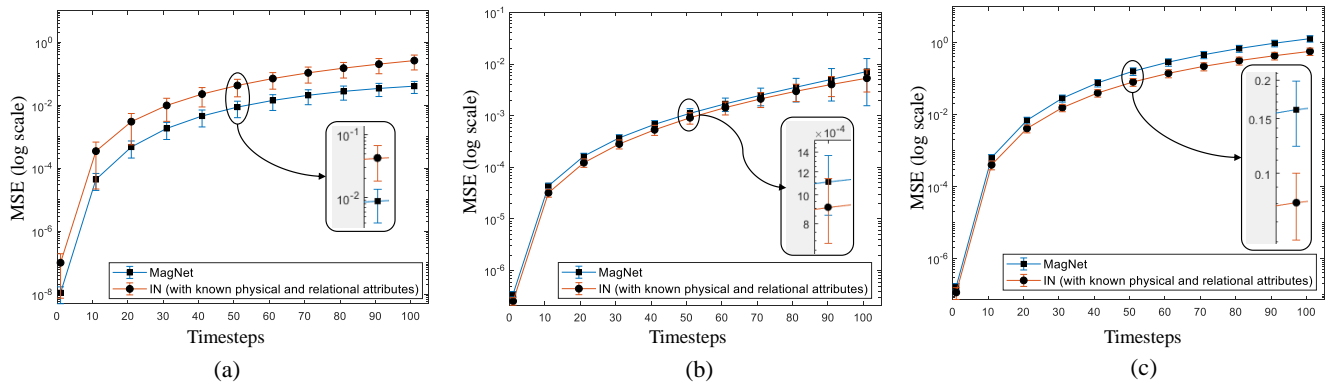 MSE (log scale)
10^0
10^-2
10^-4
10^-6
10^-8
10^-1
10^-2
MagNet
IN (with known physical and relational attributes)
0 10 20 30 40 50 60 70 80 90 100
Timesteps
(a)
MSE (log scale)
10^-1
10^-2
10^-3
10^-4
10^-5
10^-6
× 10^-4
14
12
10
8
MagNet
IN (with known physical and relational attributes)
0 10 20 30 40 50 60 70 80 90 100
Timesteps
(b)
MSE (log scale)
10^0
10^-2
10^-4
10^-6
0.2
0.15
0.1
MagNet
IN (with known physical and relational attributes)
0 10 20 30 40 50 60 70 80 90 100
Timesteps
(c)